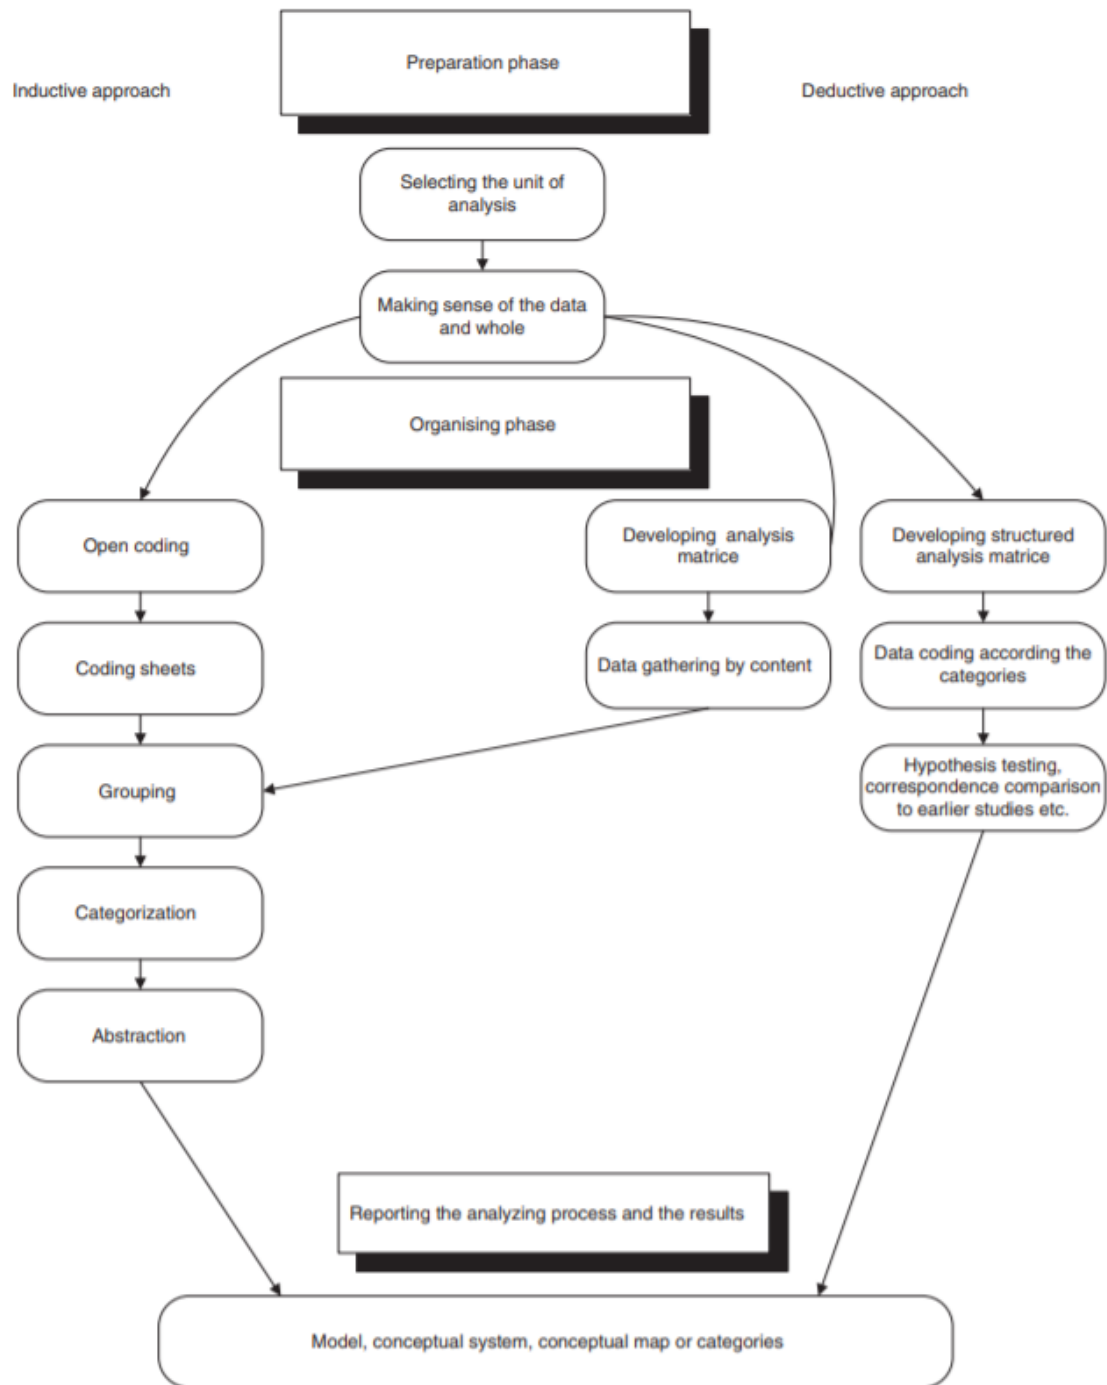 Preparation phase
Inductive approach
Deductive approach
Selecting the unit of
analysis
Making sense of the data
and whole
Organising phase
Open coding
Developing analysis
matrice
Developing structured
analysis matrice
Coding sheets
Data gathering by content
Data coding according the
categories
Grouping
Hypothesis testing,
correspondence comparison
to earlier studies etc.
Categorization
Abstraction
Reporting the analyzing process and the results
Model, conceptual system, conceptual map or categories